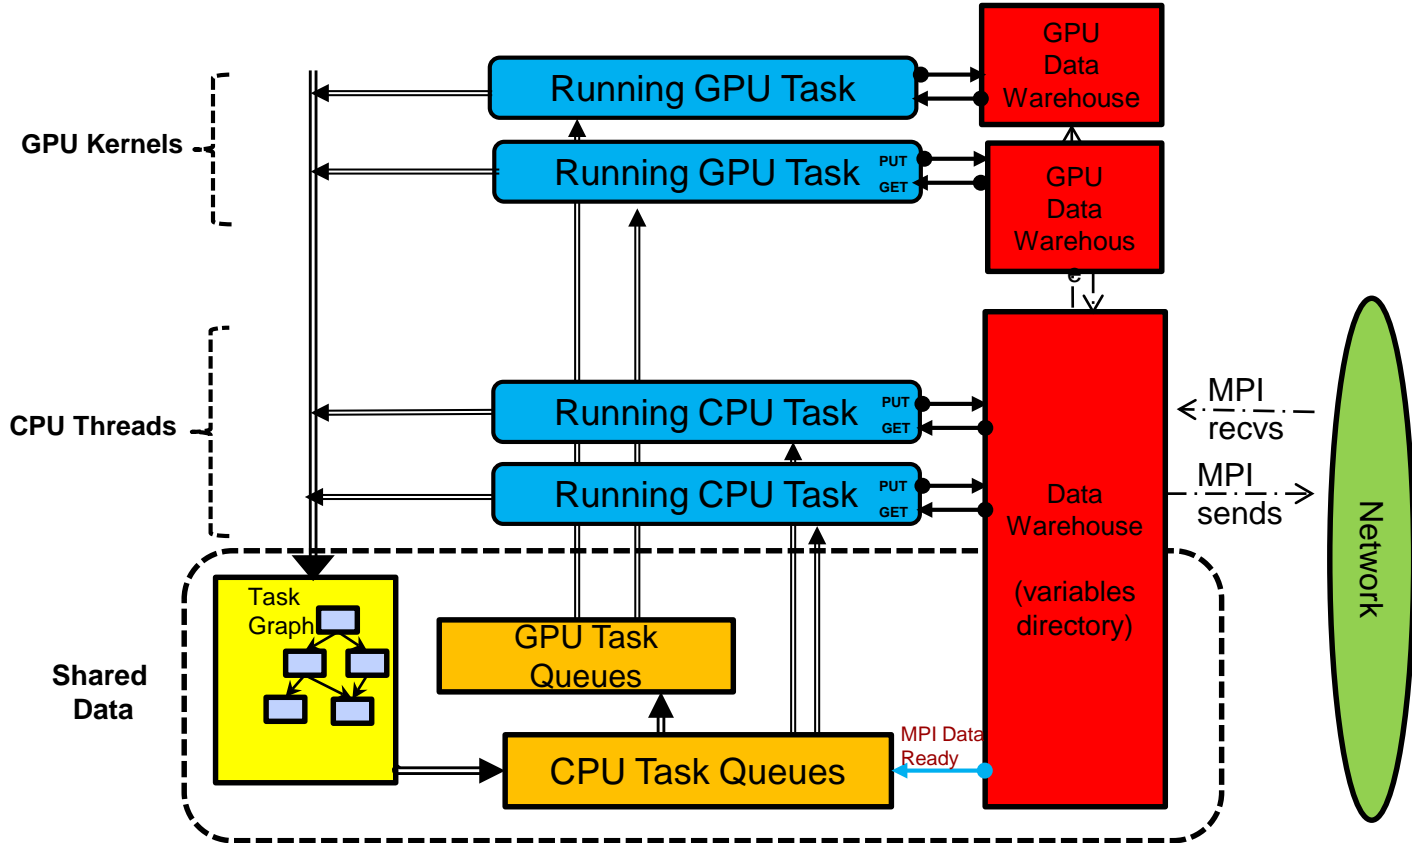 GPU
Data
Warehouse
Running GPU Task
GPU Kernels
Running GPU Task
PUT
GET
GPU
Data
Warehous
e
CPU Threads
Running CPU Task
PUT
GET
MPI
recvs
Running CPU Task
PUT
GET
Data
Warehouse
(variables
directory)
MPI
sends
Network
Task
Graph
GPU Task
Queues
Shared
Data
MPI Data
Ready
CPU Task Queues